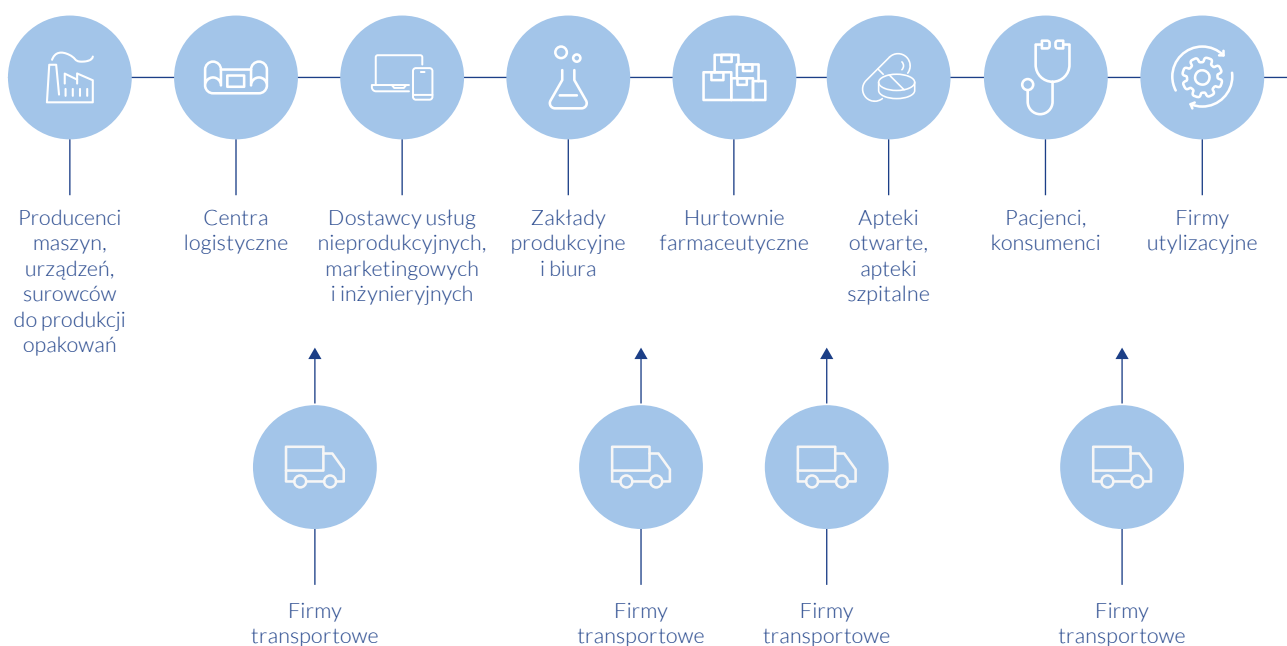 Producenci
maszyn,
urządzeń,
surowców
do produkcji
opakowań
Centra
logistyczne
Dostawcy usług
nieprodukcyjnych,
marketingowych
i inżynieryjnych
Zakłady
produkcyjne
i biura
Hurtownie
farmaceutyczne
Apteki
otwarte,
apteki
szpitalne
Pacjenci,
konsumenci
Firmy
utylizacyjne
Firmy
transportowe
Firmy
transportowe
Firmy
transportowe
Firmy
transportowe